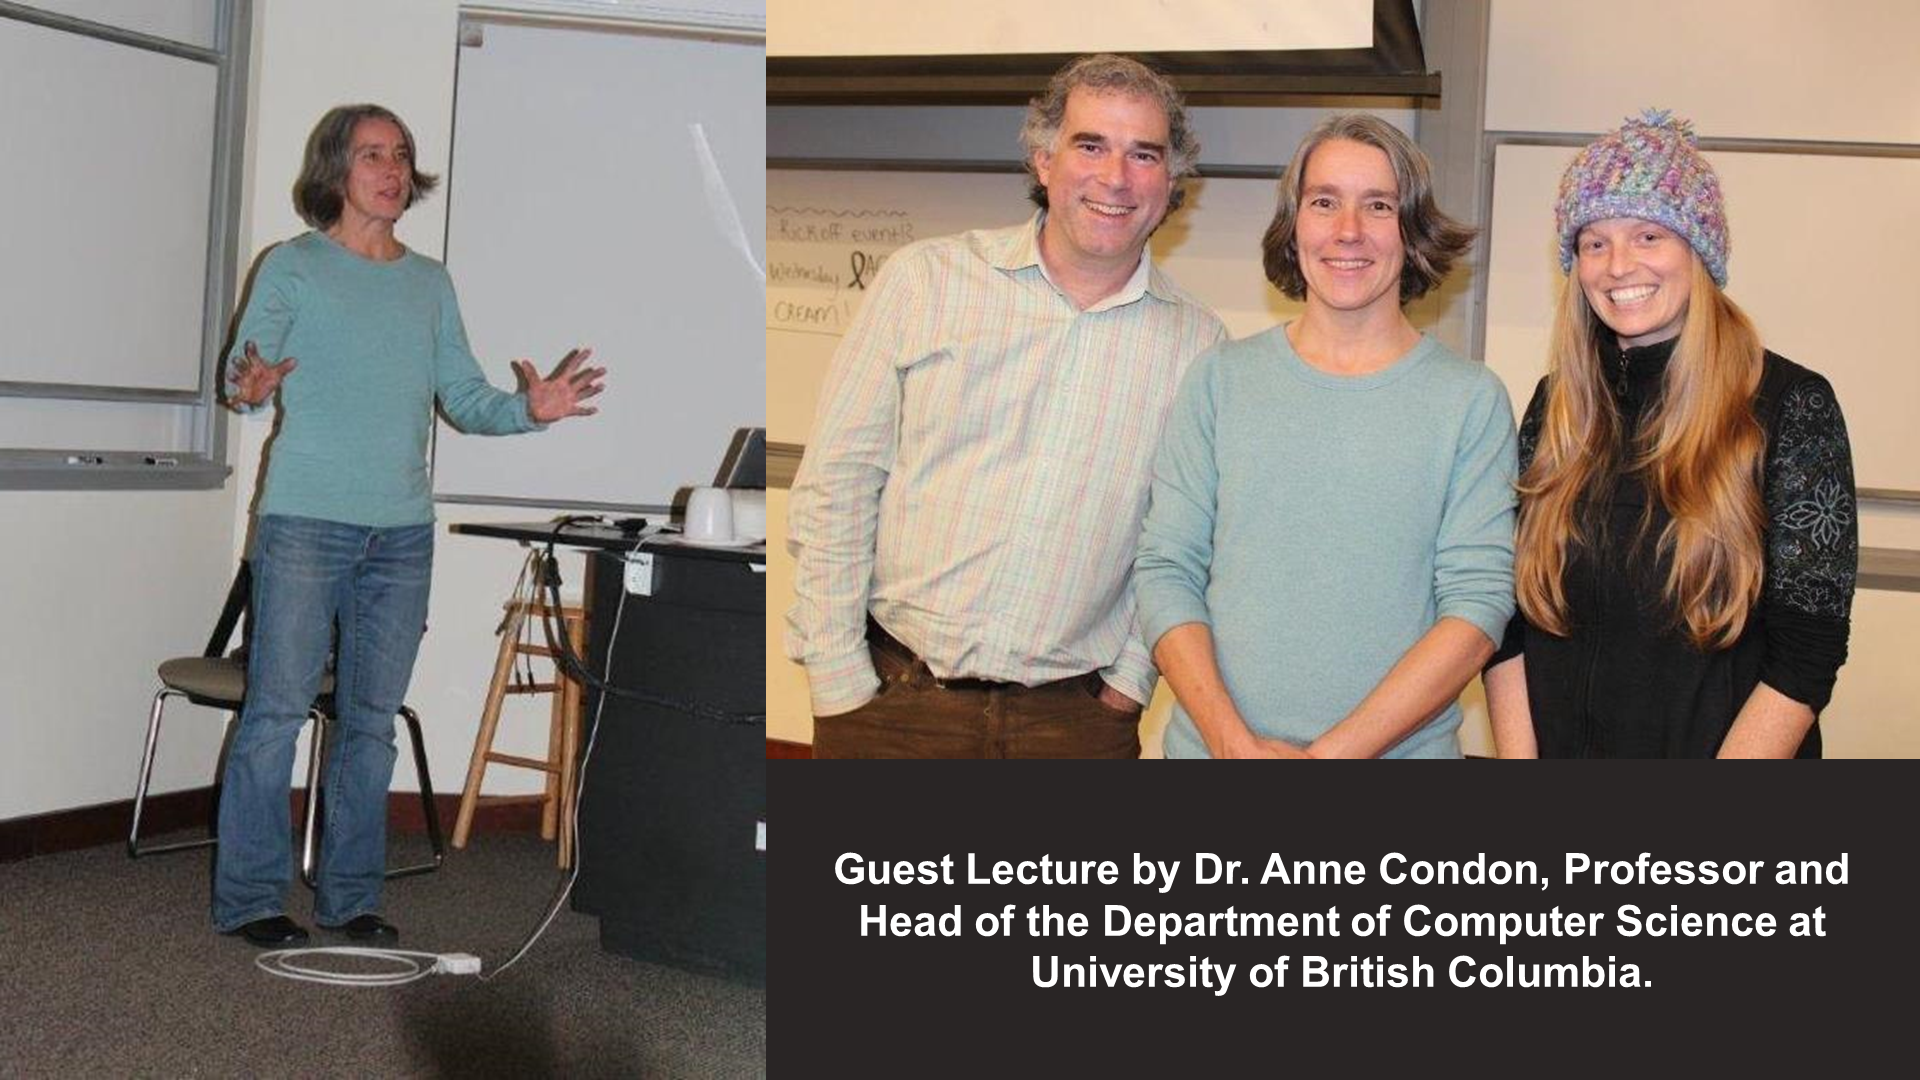 Kickoff event!?
Wednesday
CREAM!
Guest Lecture by Dr. Anne Condon, Professor and
Head of the Department of Computer Science at
University of British Columbia.